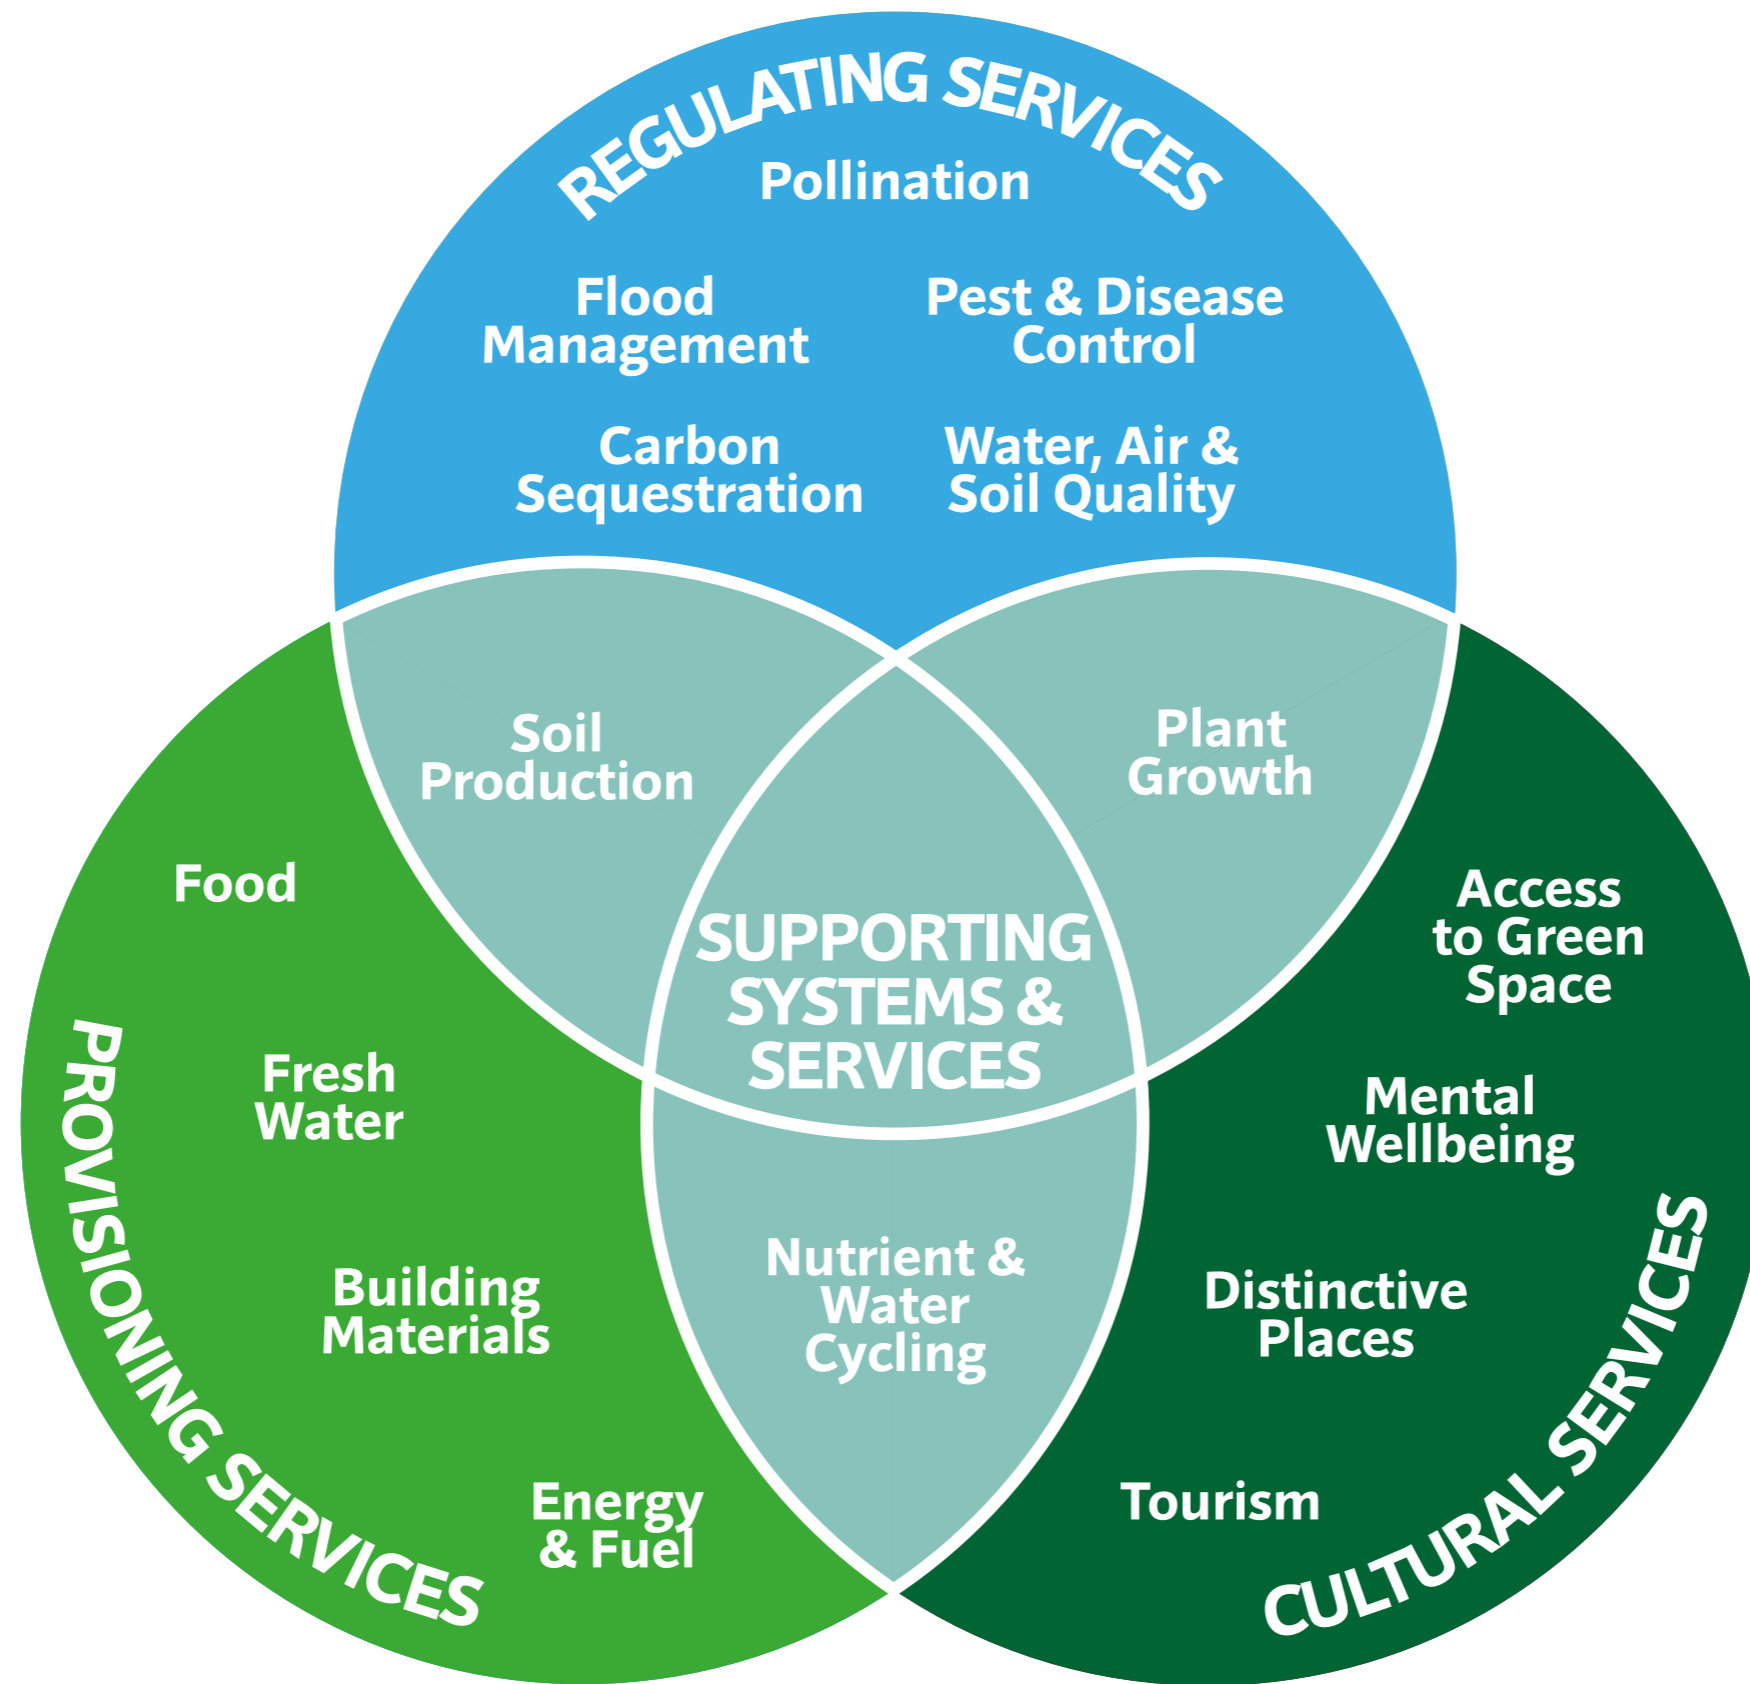 REGULATING SERVICES
Pollination
Flood
Management
Pest & Disease
Control
Carbon
Sequestration
Water, Air &
Soil Quality
Soil
Production
Plant
Growth
SUPPORTING
SYSTEMS &
SERVICES
Nutrient &
Water
Cycling
PROVISIONING SERVICES
Food
Fresh
Water
Building
Materials
Energy
& Fuel
CULTURAL SERVICES
Access
to Green
Space
Mental
Wellbeing
Distinctive
Places
Tourism